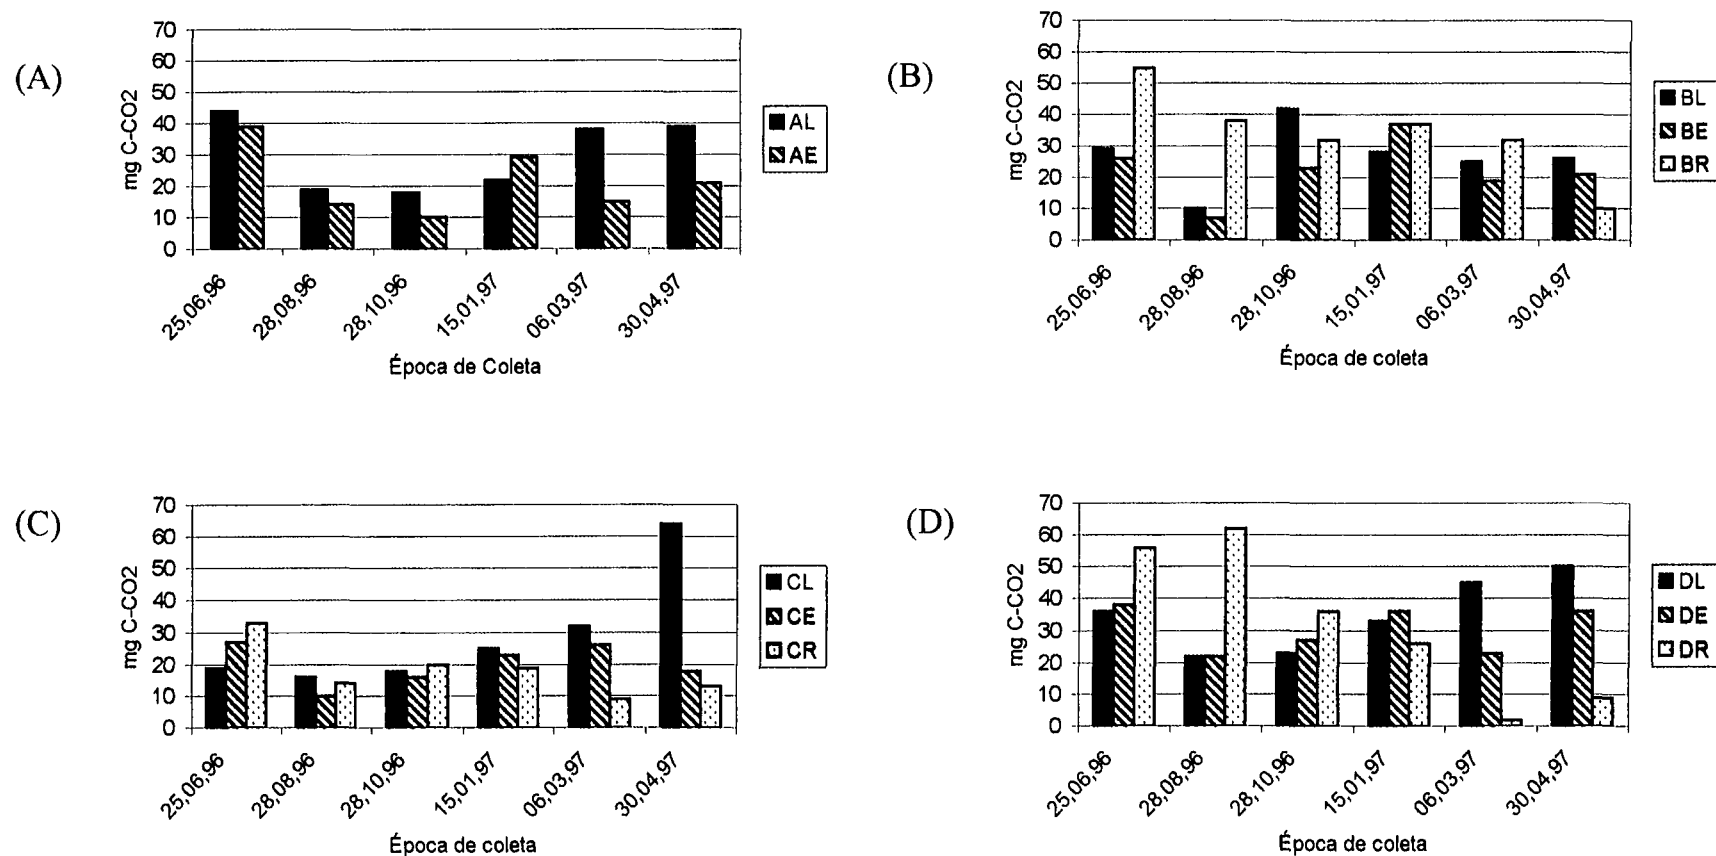 (A)
70
60
50
40
30
20
10
0
mg C-CO2
25,06,96
28,08,96
28,10,96
15,01,97
06,03,97
30,04,97
Época de Coleta
AL
AE
(B)
70
60
50
40
30
20
10
0
mg C-CO2
25,06,96
28,08,96
28,10,96
15,01,97
06,03,97
30,04,97
Época de coleta
BL
BE
BR
(C)
70
60
50
40
30
20
10
0
mg C-CO2
25,06,96
28,08,96
28,10,96
15,01,97
06,03,97
30,04,97
Época de coleta
CL
CE
CR
(D)
70
60
50
40
30
20
10
0
mg C-CO2
25,06,96
28,08,96
28,10,96
15,01,97
06,03,97
30,04,97
Época de coleta
DL
DE
DR